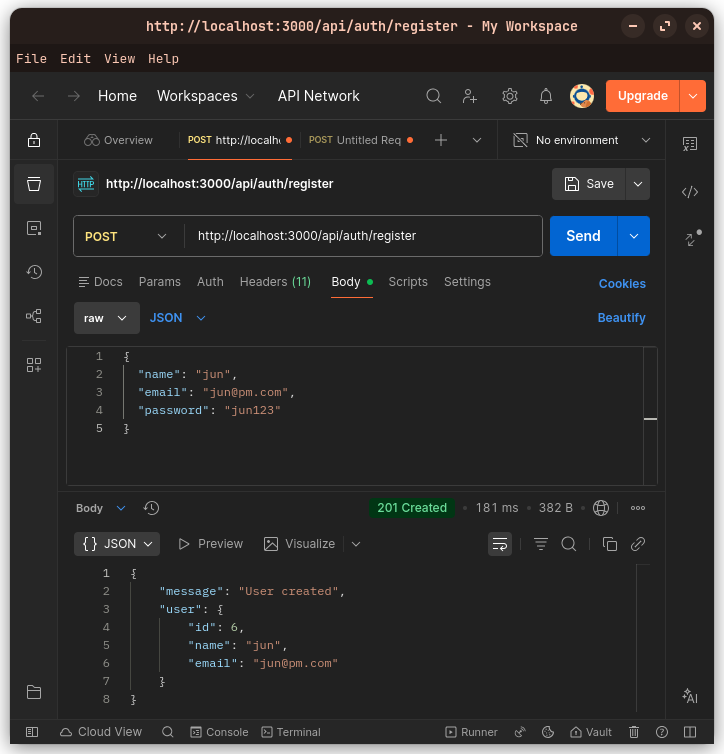 http://localhost:3000/api/auth/register - My Workspace
File Edit View Help
Home Workspaces API Network Upgrade
Overview POST http://localh POST Untitled Req No environment
HTTP http://localhost:3000/api/auth/register Save
POST http://localhost:3000/api/auth/register Send
Docs Params Auth Headers (11) Body Scripts Settings Cookies
raw JSON Beautify
1 {
2 "name": "jun",
3 "email": "jun@pm.com",
4 "password": "jun123"
5 }
Body 201 Created 181 ms 382 B
{} JSON Preview Visualize
1 {
2 "message": "User created",
3 "user": {
4 "id": 6,
5 "name": "jun",
6 "email": "jun@pm.com"
7 }
8 }
AI
Cloud View Console Terminal Runner Vault